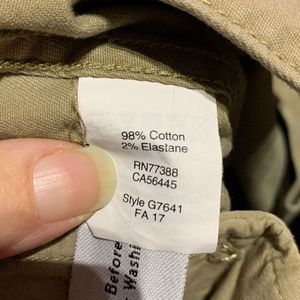 98% Cotton
2% Elastane
RN77388
CA56445
Style G7641
FA 17
Before
Washi